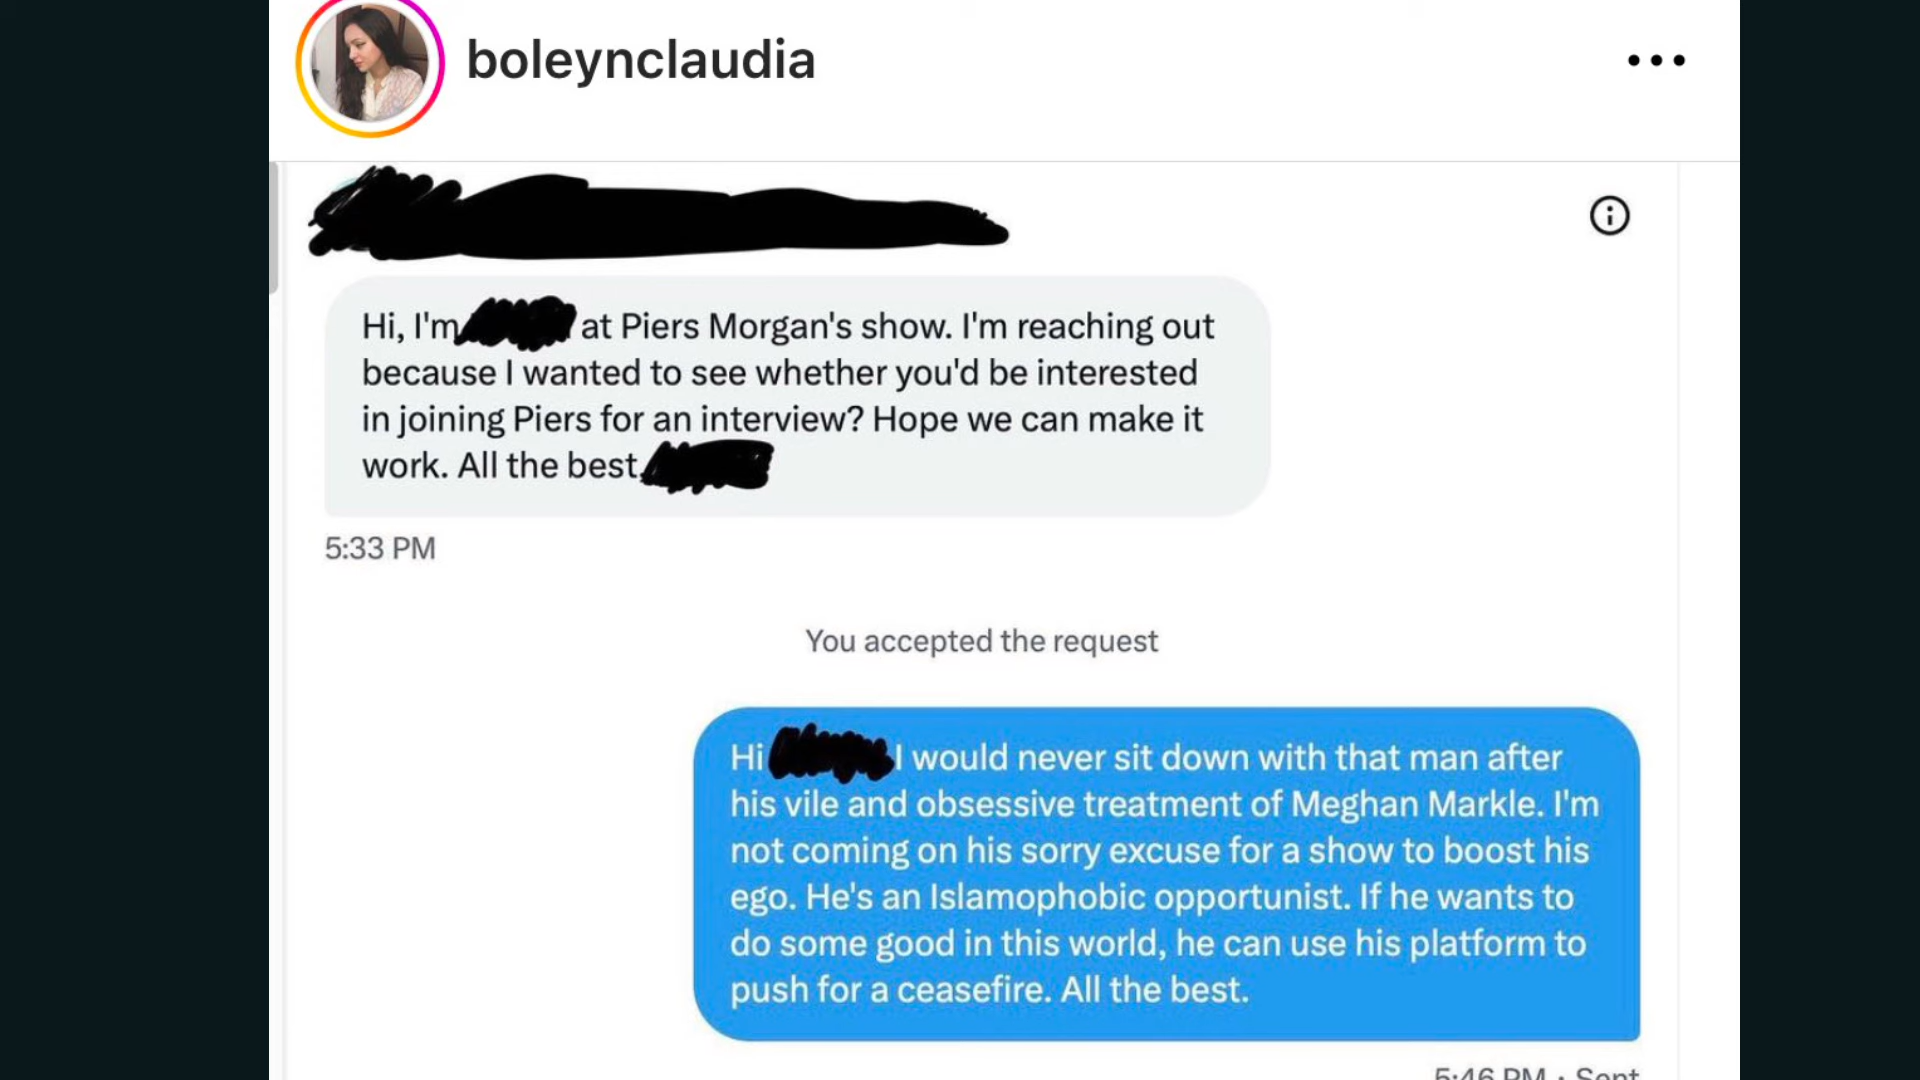 boleynclaudia
Hi, I'm at Piers Morgan's show. I'm reaching out
because I wanted to see whether you'd be interested
in joining Piers for an interview? Hope we can make it
work. All the best,
5:33 PM
You accepted the request
Hi I would never sit down with that man after
his vile and obsessive treatment of Meghan Markle. I'm
not coming on his sorry excuse for a show to boost his
ego. He's an Islamophobic opportunist. If he wants to
do some good in this world, he can use his platform to
push for a ceasefire. All the best.
5:46 PM · Sent